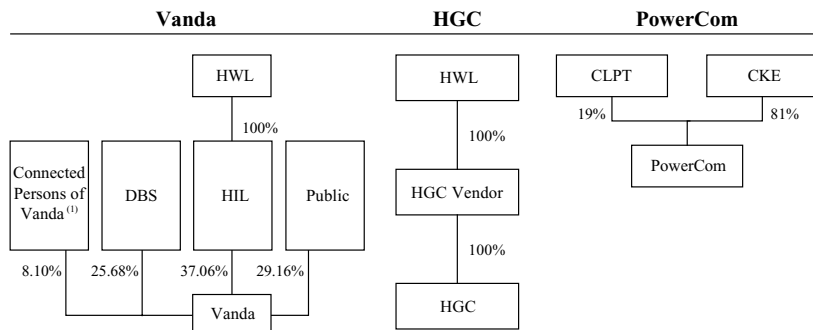 Vanda HGC PowerCom
HWL HWL CLPT CKE
100% 19% 81%
100%
Connected
Persons of
Vanda (1)
DBS HIL Public HGC Vendor PowerCom
8.10% 25.68% 37.06% 29.16% 100%
Vanda HGC